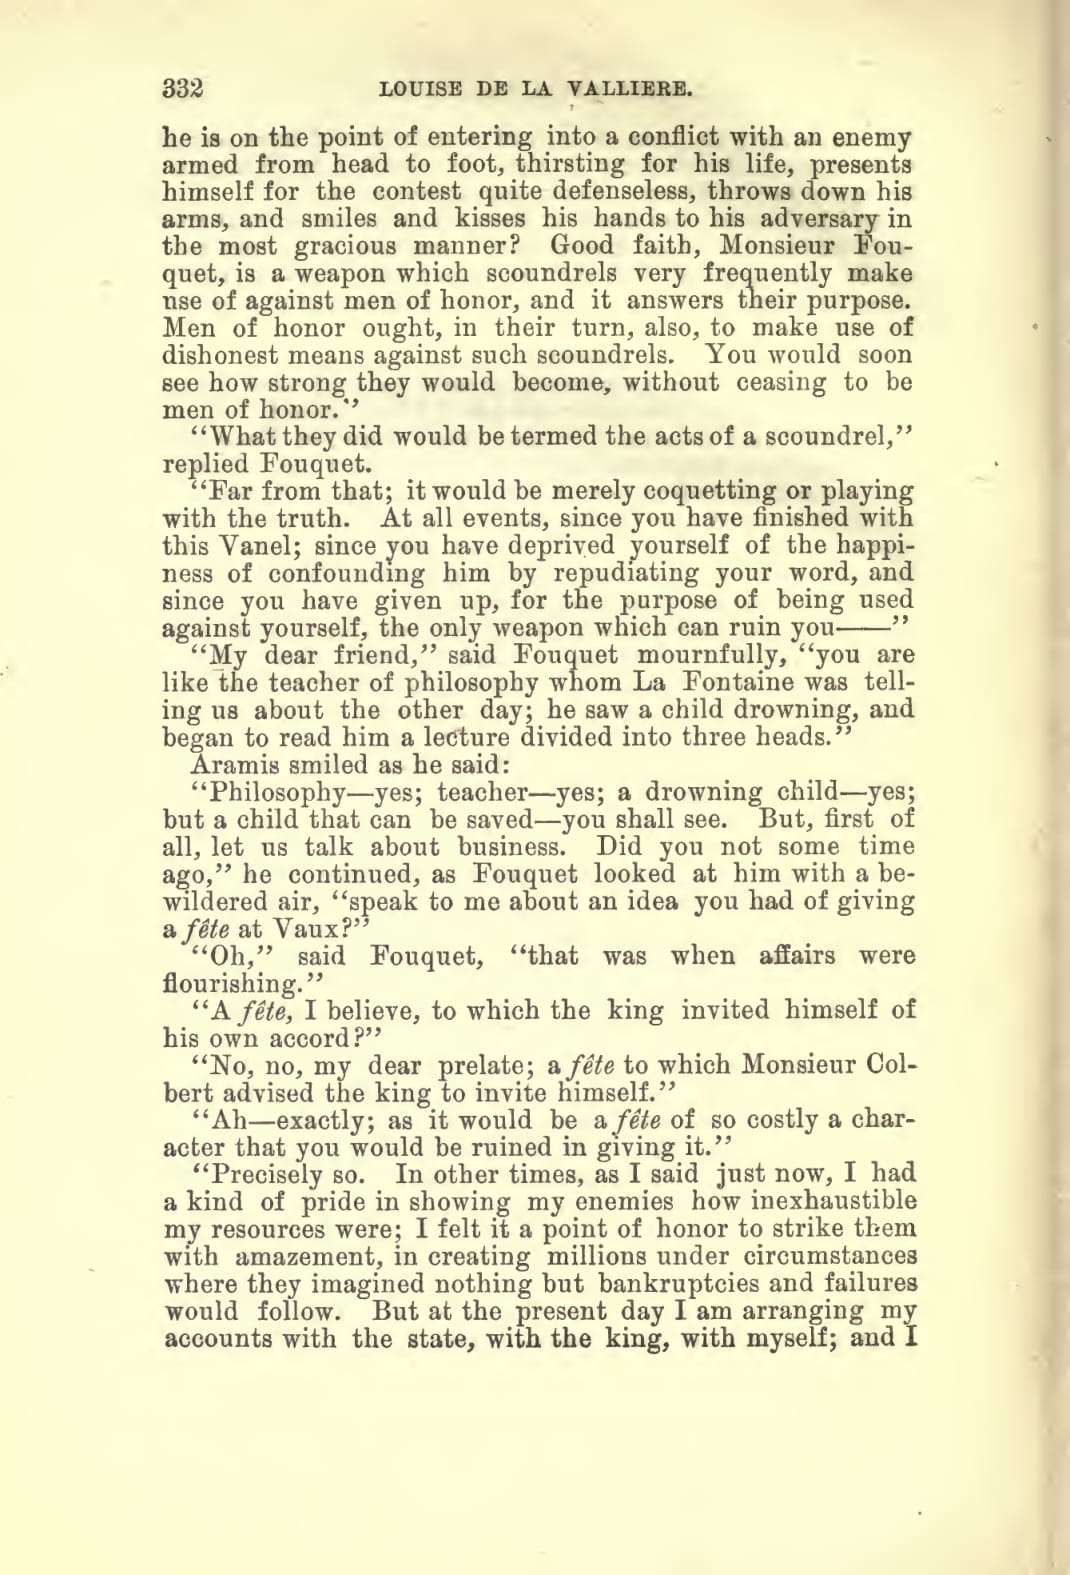 332 LOUISE DE LA VALLIERE.
he is on the point of entering into a conflict with an enemy
armed from head to foot, thirsting for his life, presents
himself for the contest quite defenseless, throws down his
arms, and smiles and kisses his hands to his adversary in
the most gracious manner? Good faith, Monsieur Fou-
quet, is a weapon which scoundrels very frequently make
use of against men of honor, and it answers their purpose.
Men of honor ought, in their turn, also, to make use of
dishonest means against such scoundrels. You would soon
see how strong they would become, without ceasing to be
men of honor.”
“What they did would be termed the acts of a scoundrel,”
replied Fouquet.
“Far from that; it would be merely coquetting or playing
with the truth. At all events, since you have finished with
this Vanel; since you have deprived yourself of the happi-
ness of confounding him by repudiating your word, and
since you have given up, for the purpose of being used
against yourself, the only weapon which can ruin you——”
“My dear friend,” said Fouquet mournfully, “you are
like the teacher of philosophy whom La Fontaine was tell-
ing us about the other day; he saw a child drowning, and
began to read him a lecture divided into three heads.”
Aramis smiled as he said:
“Philosophy—yes; teacher—yes; a drowning child—yes;
but a child that can be saved—you shall see. But, first of
all, let us talk about business. Did you not some time
ago,” he continued, as Fouquet looked at him with a be-
wildered air, “speak to me about an idea you had of giving
a fête at Vaux?”
“Oh,” said Fouquet, “that was when affairs were
flourishing.”
“A fête, I believe, to which the king invited himself of
his own accord?”
“No, no, my dear prelate; a fête to which Monsieur Col-
bert advised the king to invite himself.”
“Ah—exactly; as it would be a fête of so costly a char-
acter that you would be ruined in giving it.”
“Precisely so. In other times, as I said just now, I had
a kind of pride in showing my enemies how inexhaustible
my resources were; I felt it a point of honor to strike them
with amazement, in creating millions under circumstances
where they imagined nothing but bankruptcies and failures
would follow. But at the present day I am arranging my
accounts with the state, with the king, with myself; and I